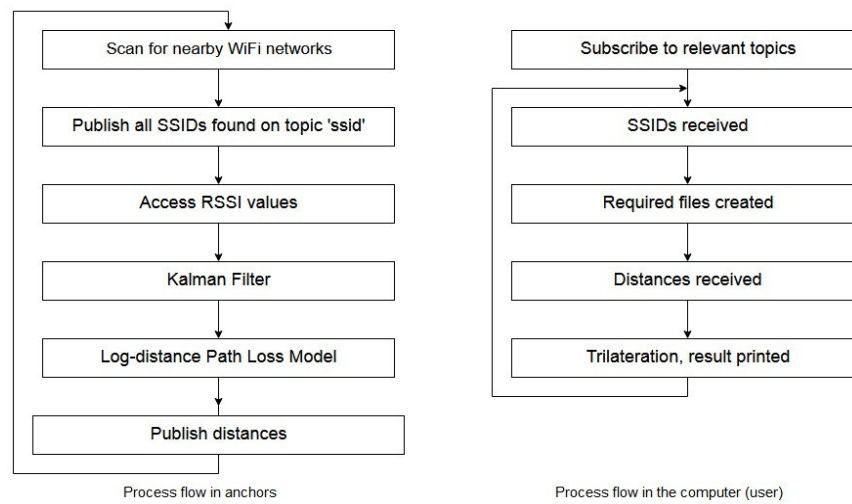 Scan for nearby WiFi networks
Publish all SSIDs found on topic 'ssid'
Access RSSI values
Kalman Filter
Log-distance Path Loss Model
Publish distances
Process flow in anchors
Subscribe to relevant topics
SSIDs received
Required files created
Distances received
Trilateration, result printed
Process flow in the computer (user)